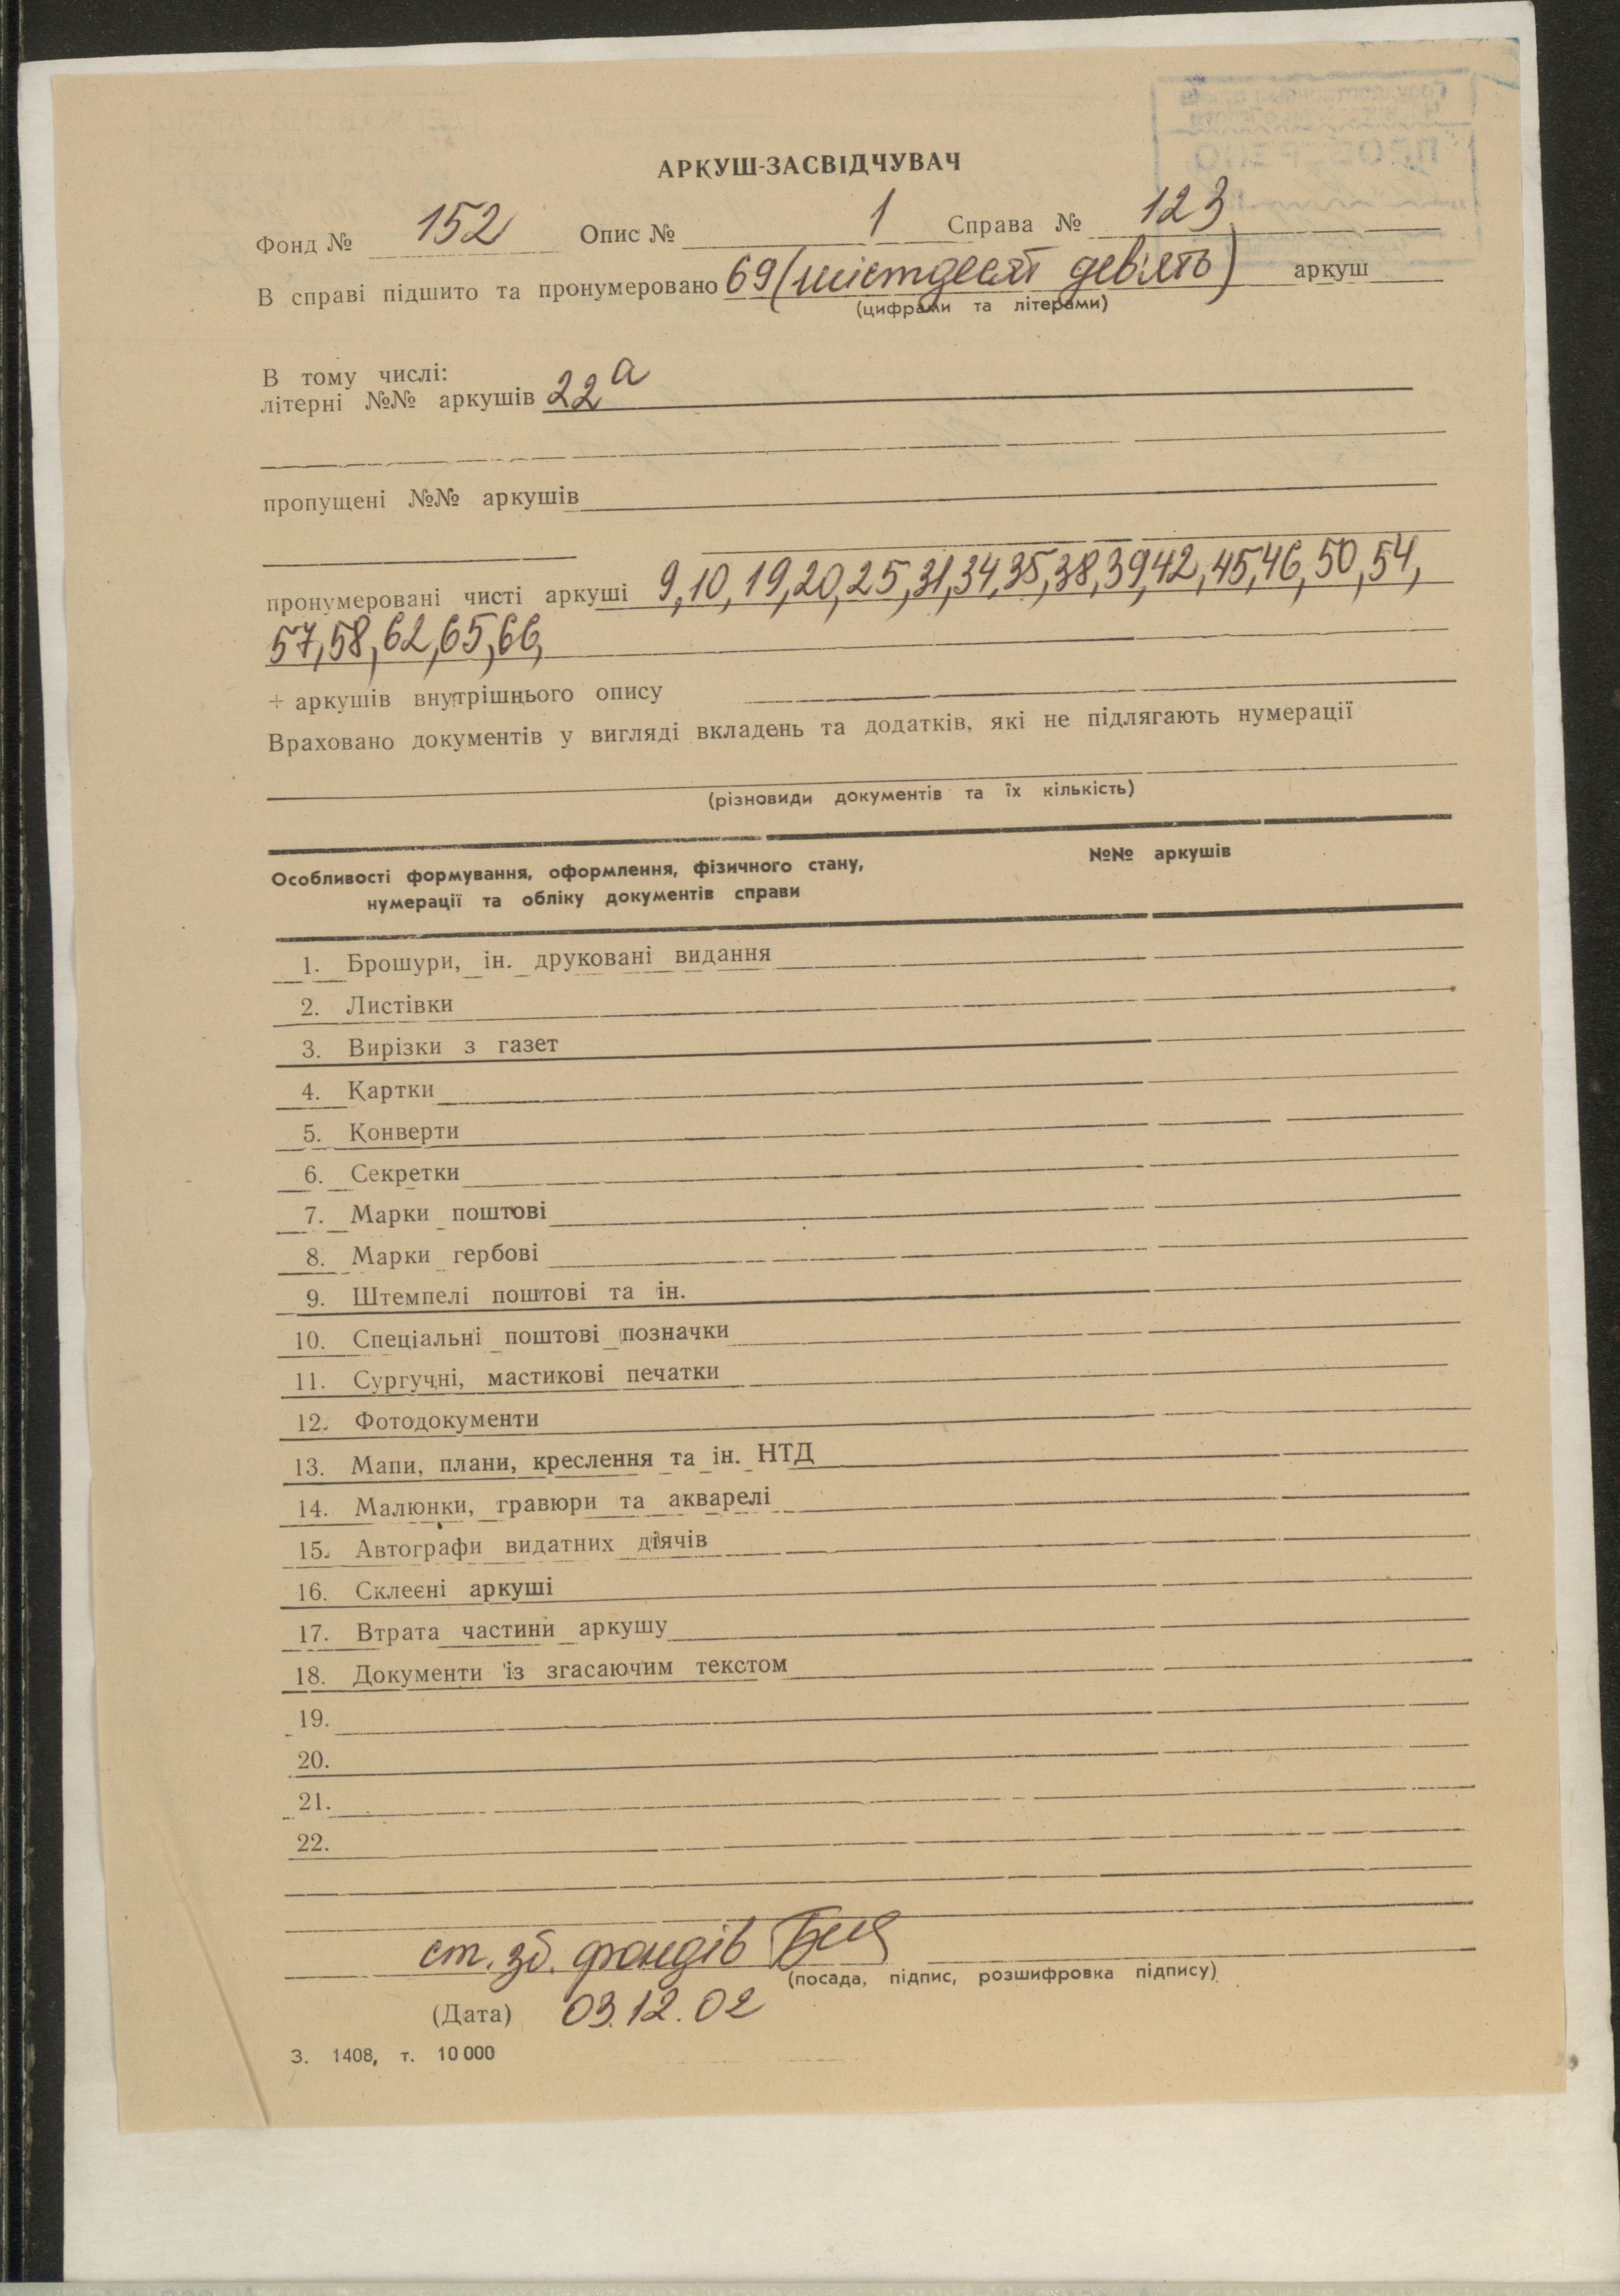 АРКУШ-ЗАСВІДЧУВАЧ
Фонд № 152 Опис № 1 Справа № 123
В справі підшито та пронумеровано 69 (шістдесят дев'ять) аркуш
(цифрами та літерами)
В тому числі:
літерні №№ аркушів 22а
пропущені №№ аркушів
пронумеровані чисті аркуші 9, 10, 19, 20, 25, 31, 34, 35, 38, 39, 42, 45, 46, 50, 54,
57, 58, 62, 65, 66,
+ аркушів внутрішнього опису
Враховано документів у вигляді вкладень та додатків, які не підлягають нумерації
(різновиди документів та їх кількість)
Особливості формування, оформлення, фізичного стану, №№ аркушів
нумерації та обліку документів справи
1. Брошури, ін. друковані видання
2. Листівки
3. Вирізки з газет
4. Картки
5. Конверти
6. Секретки
7. Марки поштові
8. Марки гербові
9. Штемпелі поштові та ін.
10. Спеціальні поштові позначки
11. Сургучні, мастикові печатки
12. Фотодокументи
13. Мапи, плани, креслення та ін. НТД
14. Малюнки, гравюри та акварелі
15. Автографи видатних діячів
16. Склеєні аркуші
17. Втрата частини аркушу
18. Документи із згасаючим текстом
19.
20.
21.
22.
ст. зб. фондів
(посада, підпис, розшифровка підпису)
(Дата) 03.12.02
З. 1408, т. 10 000